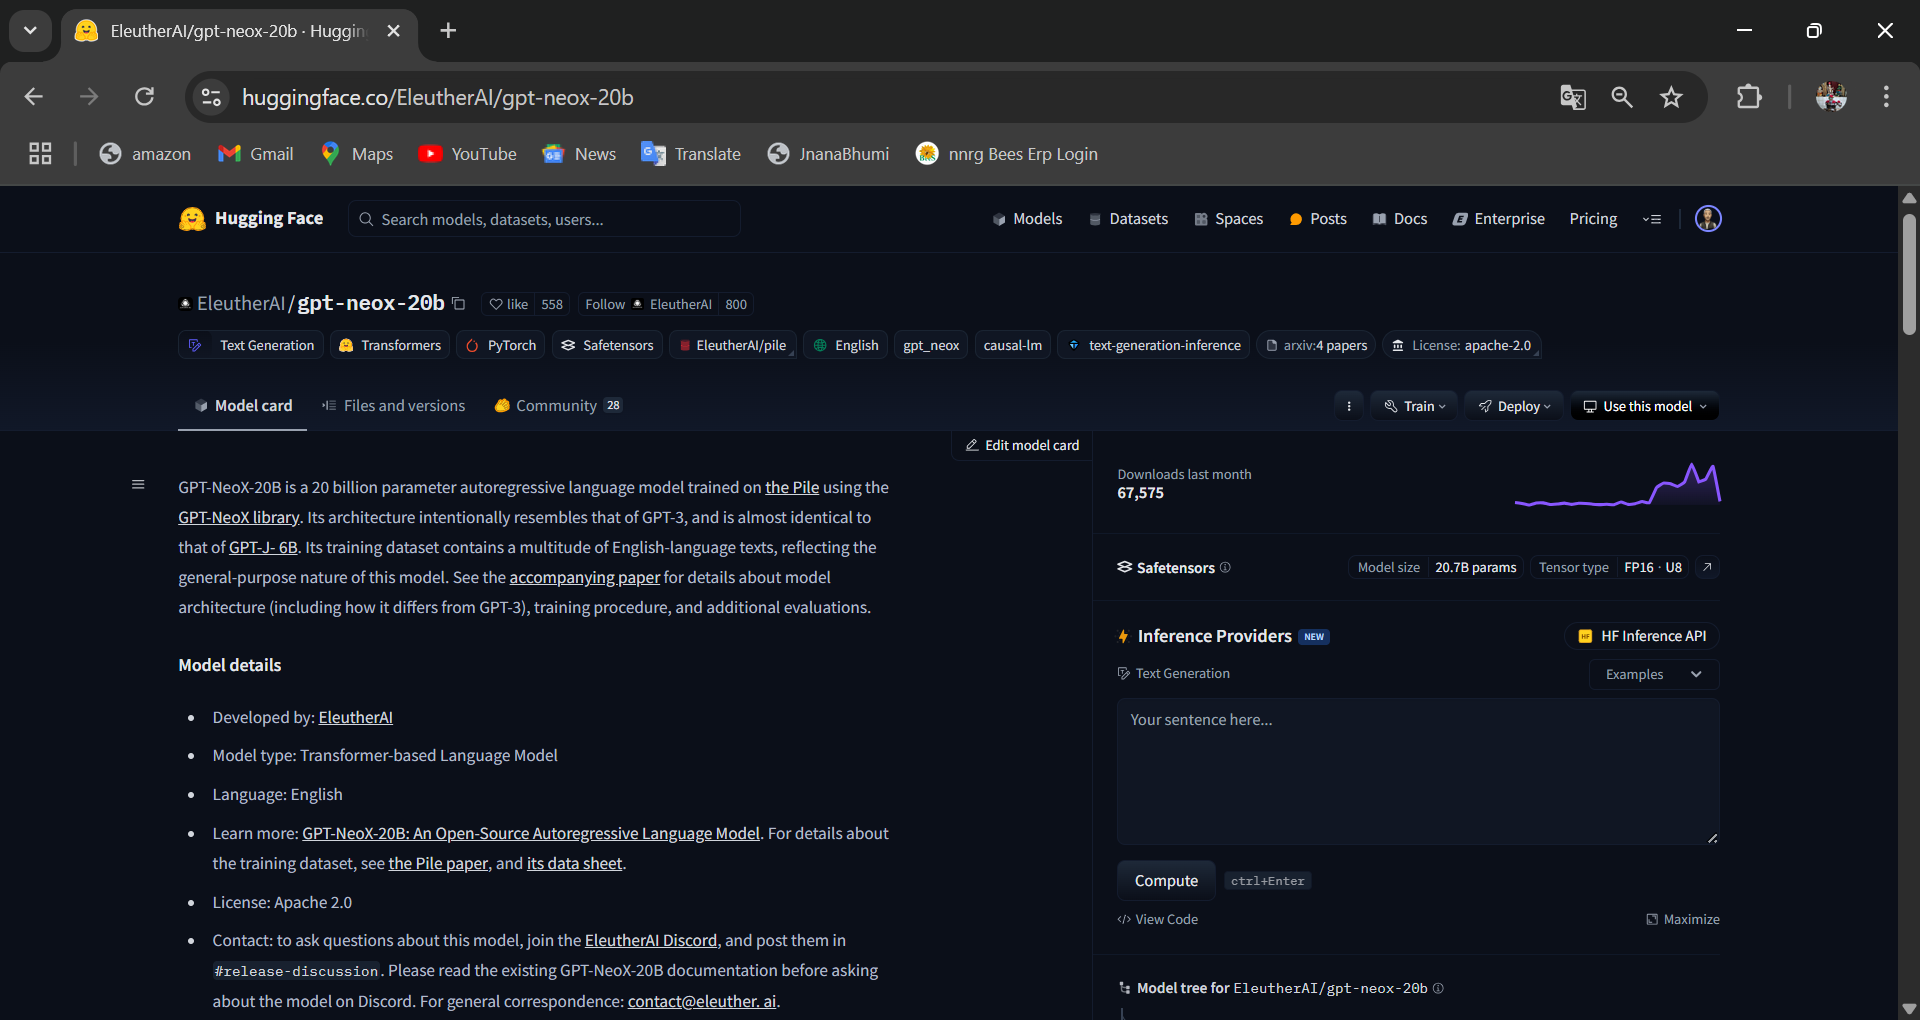 EleutherAI/gpt-neox-20b · Hugging
huggingface.co/EleutherAI/gpt-neox-20b
amazon Gmail Maps YouTube News Translate JnanaBhumi nnrg Bees Erp Login
Hugging Face Search models, datasets, users... Models Datasets Spaces Posts Docs Enterprise Pricing
EleutherAI/gpt-neox-20b like 558 Follow EleutherAI 800
Text Generation Transformers PyTorch Safetensors EleutherAI/pile English gpt_neox causal-lm text-generation-inference arxiv:4 papers License: apache-2.0
Model card Files and versions Community 28 Train Deploy Use this model
Edit model card
GPT-NeoX-20B is a 20 billion parameter autoregressive language model trained on the Pile using the
GPT-NeoX library. Its architecture intentionally resembles that of GPT-3, and is almost identical to
that of GPT-J- 6B. Its training dataset contains a multitude of English-language texts, reflecting the
general-purpose nature of this model. See the accompanying paper for details about model
architecture (including how it differs from GPT-3), training procedure, and additional evaluations.
Model details
Developed by: EleutherAI
Model type: Transformer-based Language Model
Language: English
Learn more: GPT-NeoX-20B: An Open-Source Autoregressive Language Model. For details about
the training dataset, see the Pile paper, and its data sheet.
License: Apache 2.0
Contact: to ask questions about this model, join the EleutherAI Discord, and post them in
#release-discussion. Please read the existing GPT-NeoX-20B documentation before asking
about the model on Discord. For general correspondence: contact@eleuther. ai.
Downloads last month
67,575
Safetensors Model size 20.7B params Tensor type FP16 · U8
Inference Providers NEW HF Inference API
Text Generation Examples
Your sentence here...
Compute ctrl+Enter
View Code Maximize
Model tree for EleutherAI/gpt-neox-20b